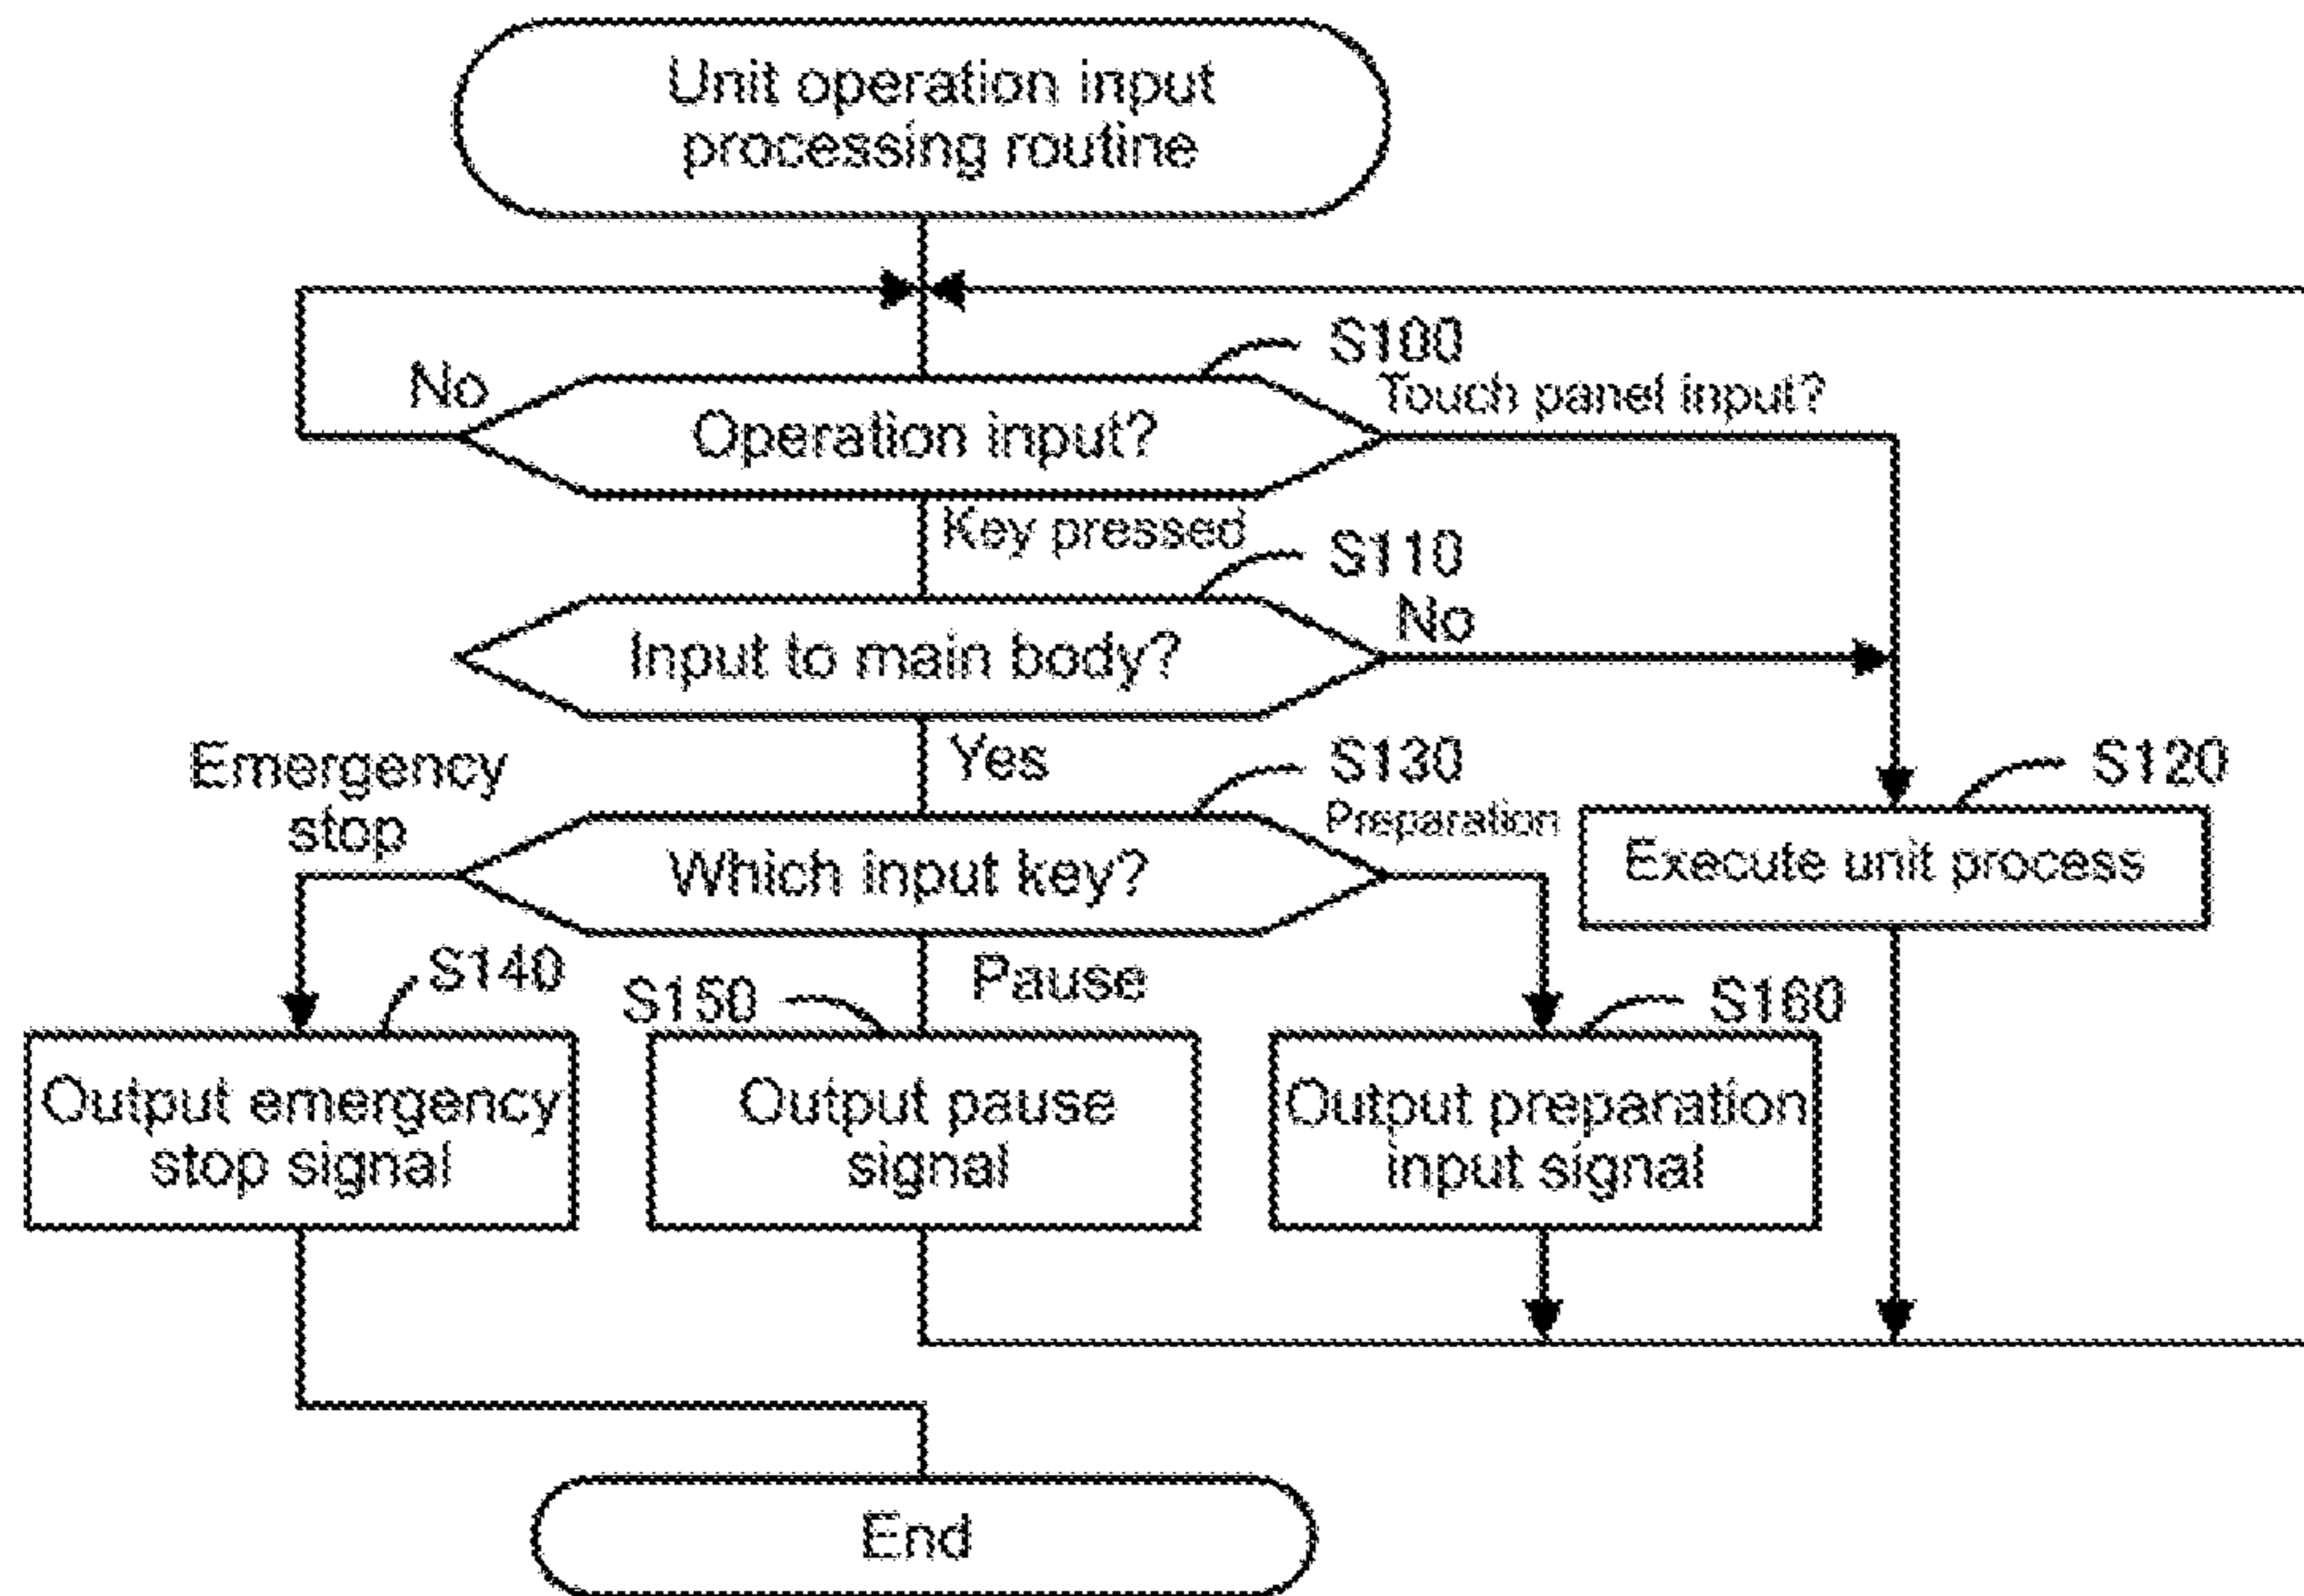 Unit operation input
processing routine
S100
No
Touch panel input?
Operation input?
Key pressed
S110
No
Input to main body?
Emergency
stop
Yes
S130
S120
Preparation
Which input key?
Execute unit process
S140
Pause
S150
S160
Output emergency
stop signal
Output pause
signal
Output preparation
input signal
End